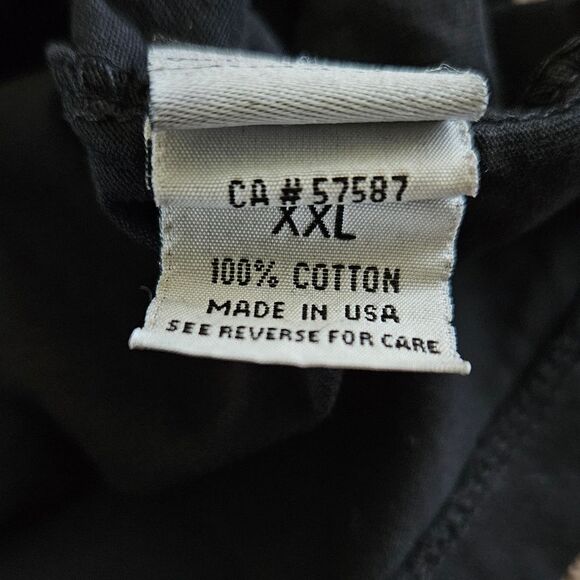 CA # 57587
XXL
100% COTTON
MADE IN USA
SEE REVERSE FOR CARE